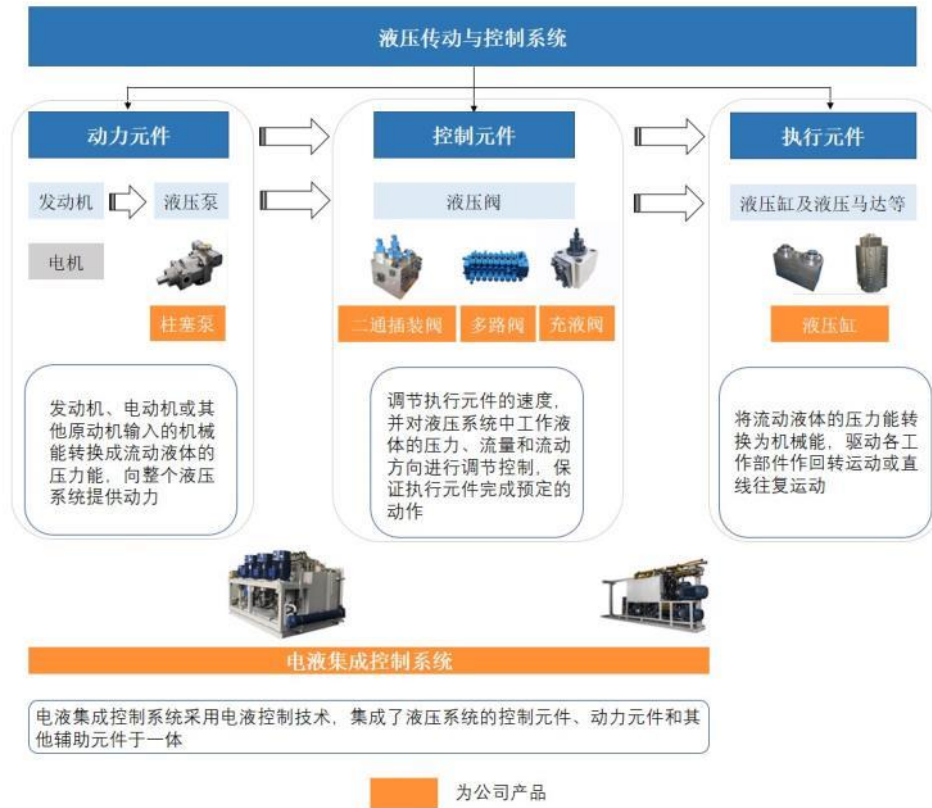 液压传动与控制系统
动力元件
控制元件
执行元件
发动机
液压泵
液压阀
液压缸及液压马达等
电机
柱塞泵
二通插装阀
多路阀
充液阀
液压缸
发动机、电动机或其
他原动机输入的机械
能转换成流动液体的
压力能，向整个液压
系统提供动力
调节执行元件的速度，
并对液压系统中工作液
体的压力、流量和流动
方向进行调节控制，保
证执行元件完成预定的
动作
将流动液体的压力能转
换为机械能，驱动各工
作部件作回转运动或直
线往复运动
电液集成控制系统
电液集成控制系统采用电液控制技术，集成了液压系统的控制元件、动力元件和其
他辅助元件于一体
为公司产品